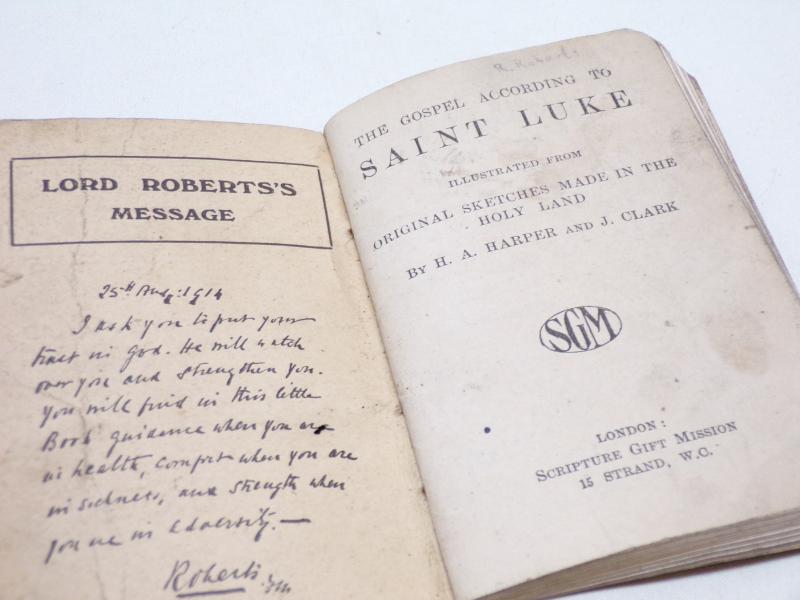 LORD ROBERTS'S
MESSAGE
25th Aug. 1914
I ask you to put your
trust in God. He will watch
over you and strengthen you.
You will find in this little
Book guidance when you are
in health, comfort when you are
in sickness, and strength when
you are in adversity.—
Roberts
R. Roberts
THE GOSPEL ACCORDING TO
SAINT LUKE
ILLUSTRATED FROM
ORIGINAL SKETCHES MADE IN THE
HOLY LAND
BY H. A. HARPER AND J. CLARK
SGM
LONDON:
SCRIPTURE GIFT MISSION
15 STRAND, W.C.